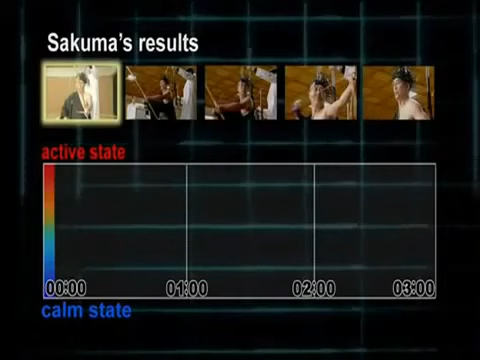 Sakuma's results
active state
00:00 01:00 02:00 03:00
calm state